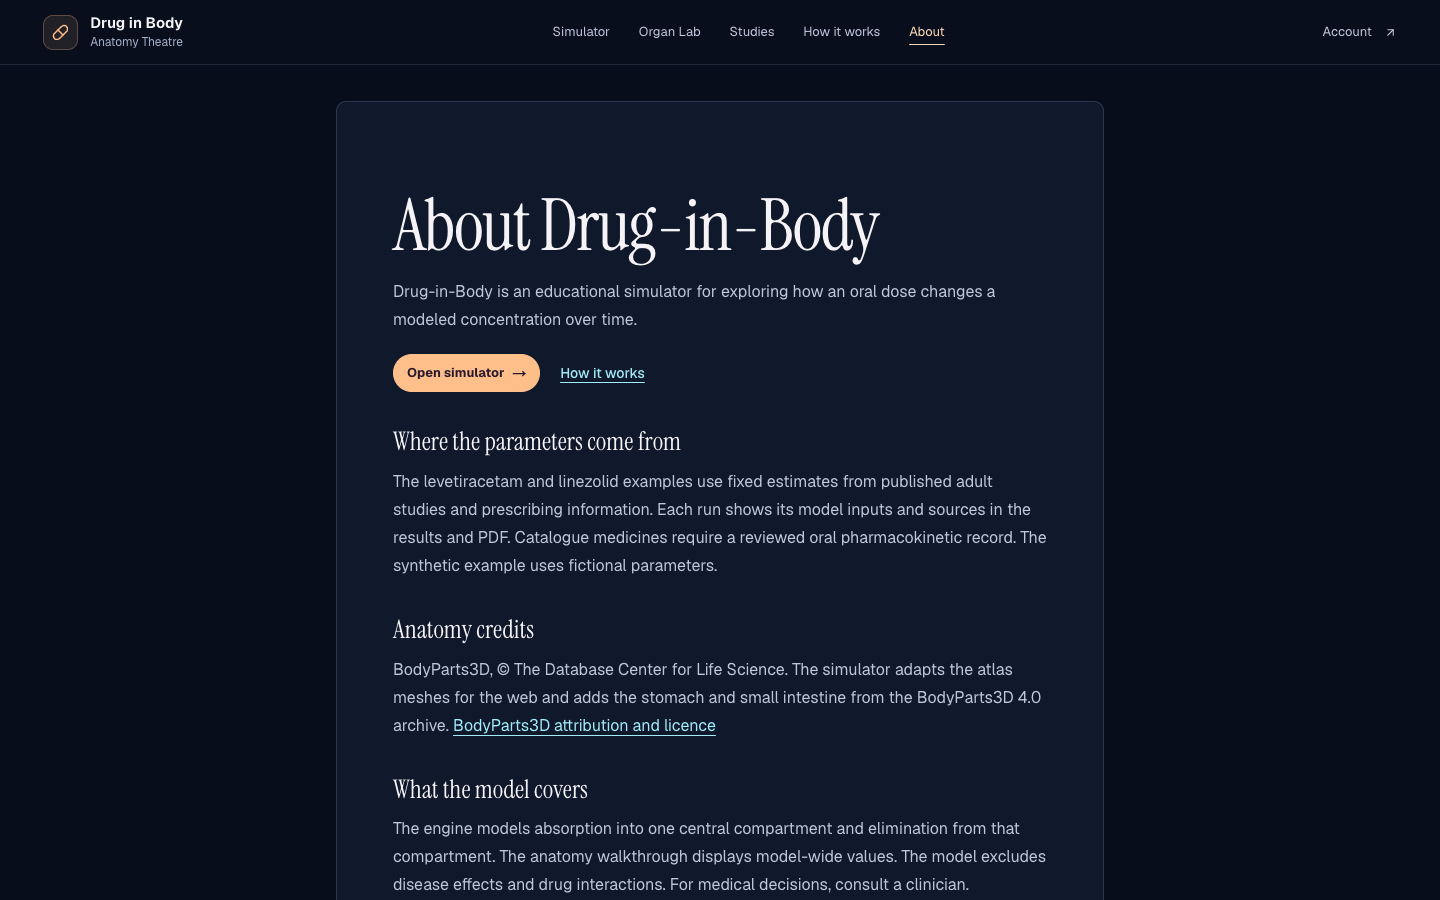 Drug in Body
Anatomy Theatre
Simulator
Organ Lab
Studies
How it works
About
Account
About Drug-in-Body
Drug-in-Body is an educational simulator for exploring how an oral dose changes a
modeled concentration over time.
Open simulator →
How it works
Where the parameters come from
The levetiracetam and linezolid examples use fixed estimates from published adult
studies and prescribing information. Each run shows its model inputs and sources in the
results and PDF. Catalogue medicines require a reviewed oral pharmacokinetic record. The
synthetic example uses fictional parameters.
Anatomy credits
BodyParts3D, © The Database Center for Life Science. The simulator adapts the atlas
meshes for the web and adds the stomach and small intestine from the BodyParts3D 4.0
archive. BodyParts3D attribution and licence
What the model covers
The engine models absorption into one central compartment and elimination from that
compartment. The anatomy walkthrough displays model-wide values. The model excludes
disease effects and drug interactions. For medical decisions, consult a clinician.